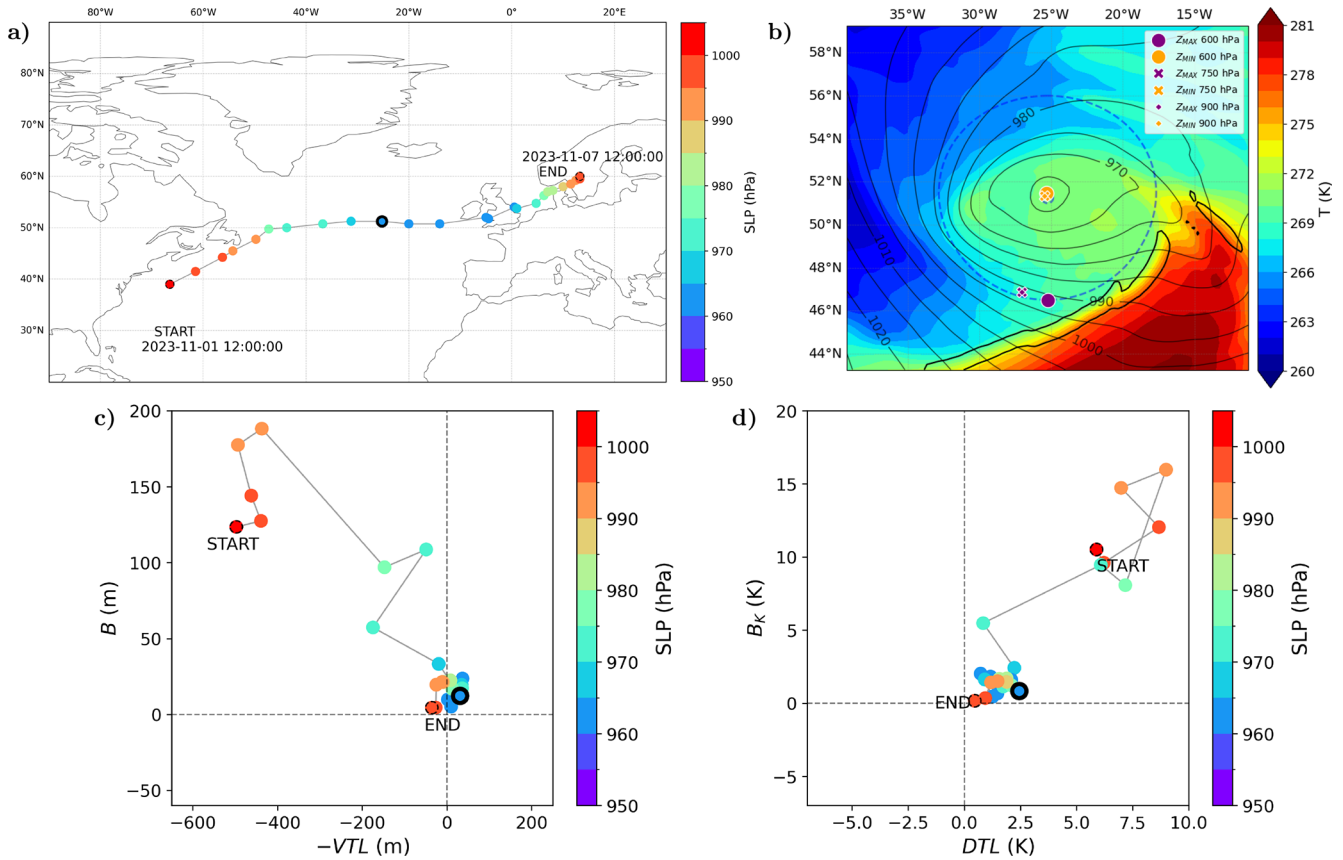 a)
80°W 60°W 40°W 20°W 0° 20°E
80°N
70°N
60°N
50°N
40°N
30°N
2023-11-07 12:00:00
END
START
2023-11-01 12:00:00
1000
990
980
970
960
950
SLP (hPa)
b)
35°W 30°W 25°W 20°W 15°W
58°N
56°N
54°N
52°N
50°N
48°N
46°N
44°N
Z_MAX 600 hPa
Z_MIN 600 hPa
Z_MAX 750 hPa
Z_MIN 750 hPa
Z_MAX 900 hPa
Z_MIN 900 hPa
980
970
990
1000
1010
1020
281
278
275
272
269
266
263
260
T (K)
c)
200
150
100
50
0
−50
B (m)
START
END
−600 −400 −200 0 200
−VTL (m)
1000
990
980
970
960
950
SLP (hPa)
d)
20
15
10
5
0
−5
B_K (K)
START
END
−5.0 −2.5 0.0 2.5 5.0 7.5 10.0
DTL (K)
1000
990
980
970
960
950
SLP (hPa)